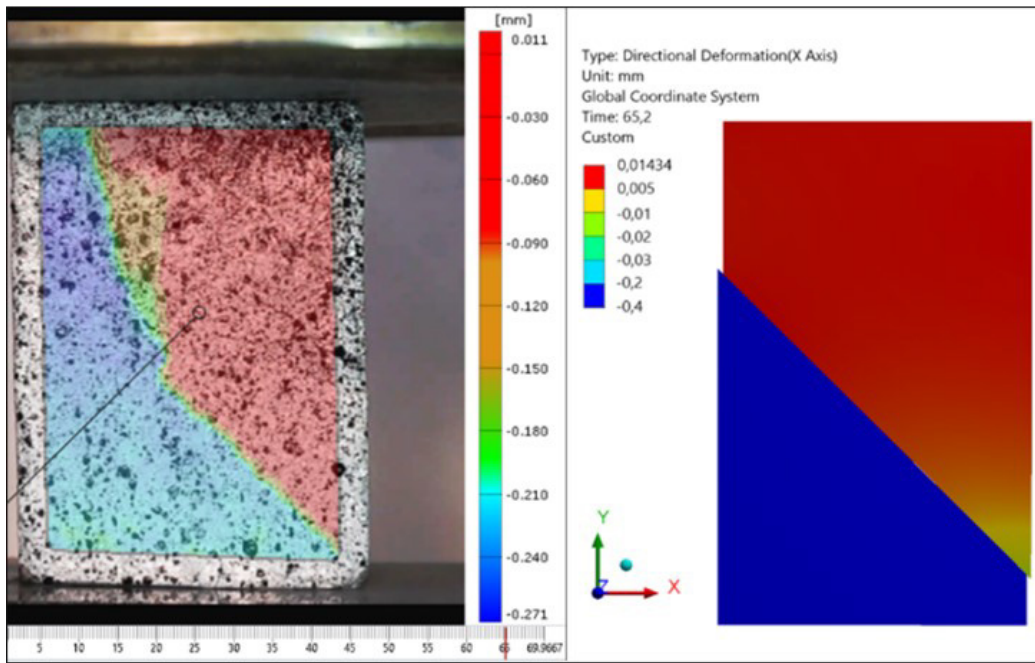 [mm]
0.011
-0.030
-0.060
-0.090
-0.120
-0.150
-0.180
-0.210
-0.240
-0.271
5 10 15 20 25 30 35 40 45 50 55 60 65 69.9667
Type: Directional Deformation(X Axis)
Unit: mm
Global Coordinate System
Time: 65,2
Custom
0,01434
0,005
-0,01
-0,02
-0,03
-0,2
-0,4
Y
Z
X